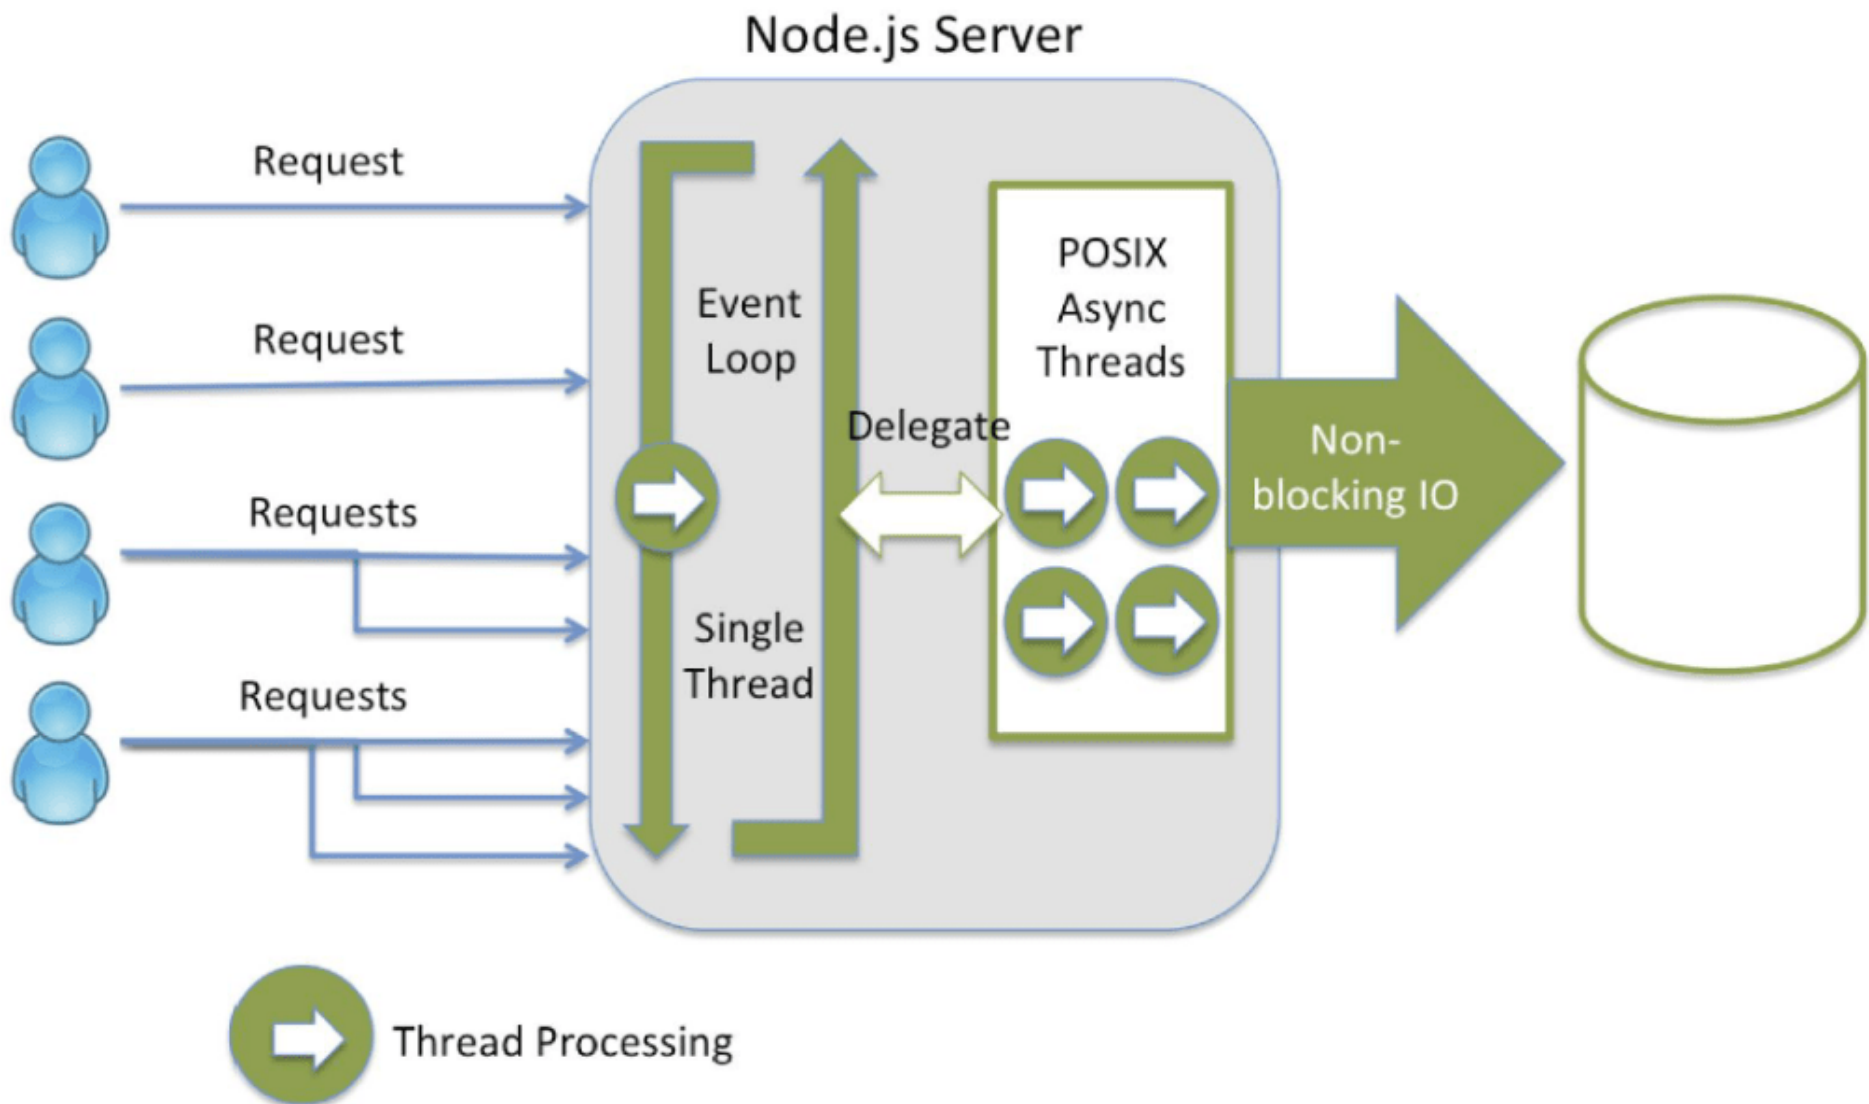 Node.js Server
Request
Request
Requests
Requests
Event
Loop
Single
Thread
Delegate
POSIX
Async
Threads
Non-
blocking IO
Thread Processing